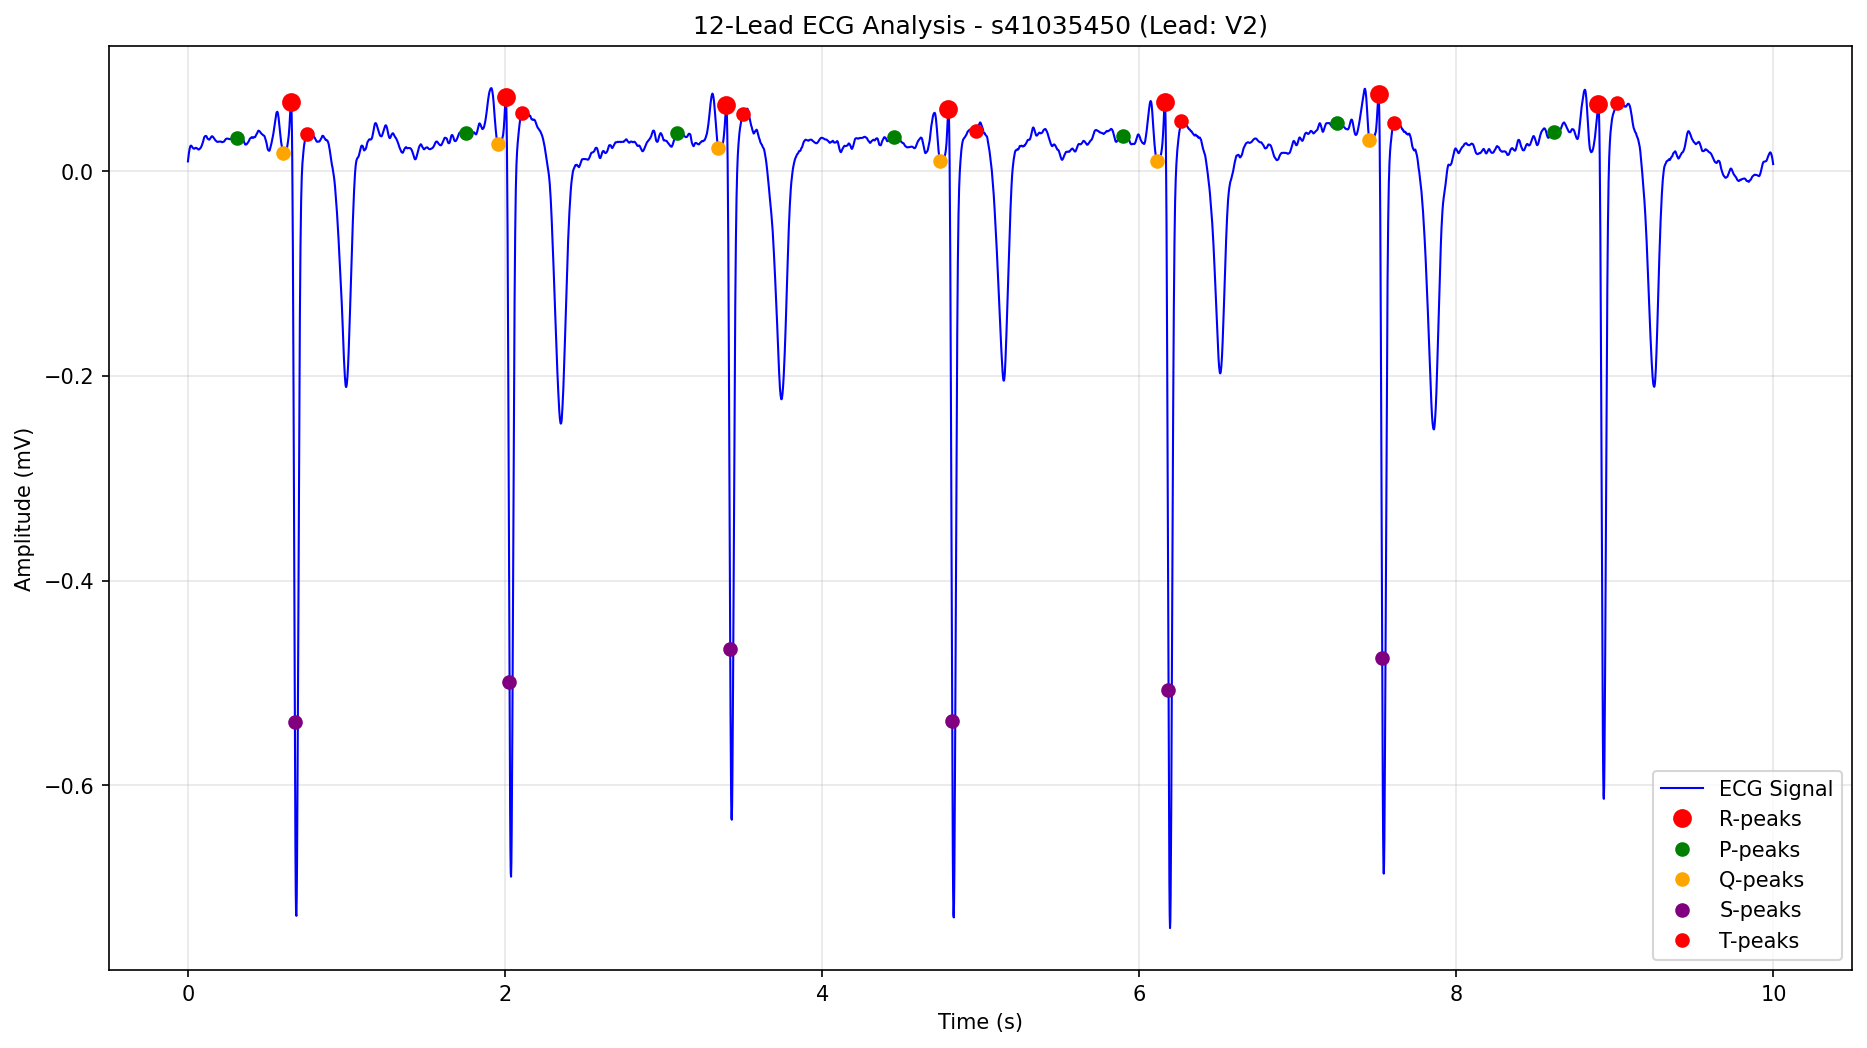 12-Lead ECG Analysis - s41035450 (Lead: V2)
Amplitude (mV)
0.0
−0.2
−0.4
−0.6
0
2
4
6
8
10
Time (s)
ECG Signal
R-peaks
P-peaks
Q-peaks
S-peaks
T-peaks